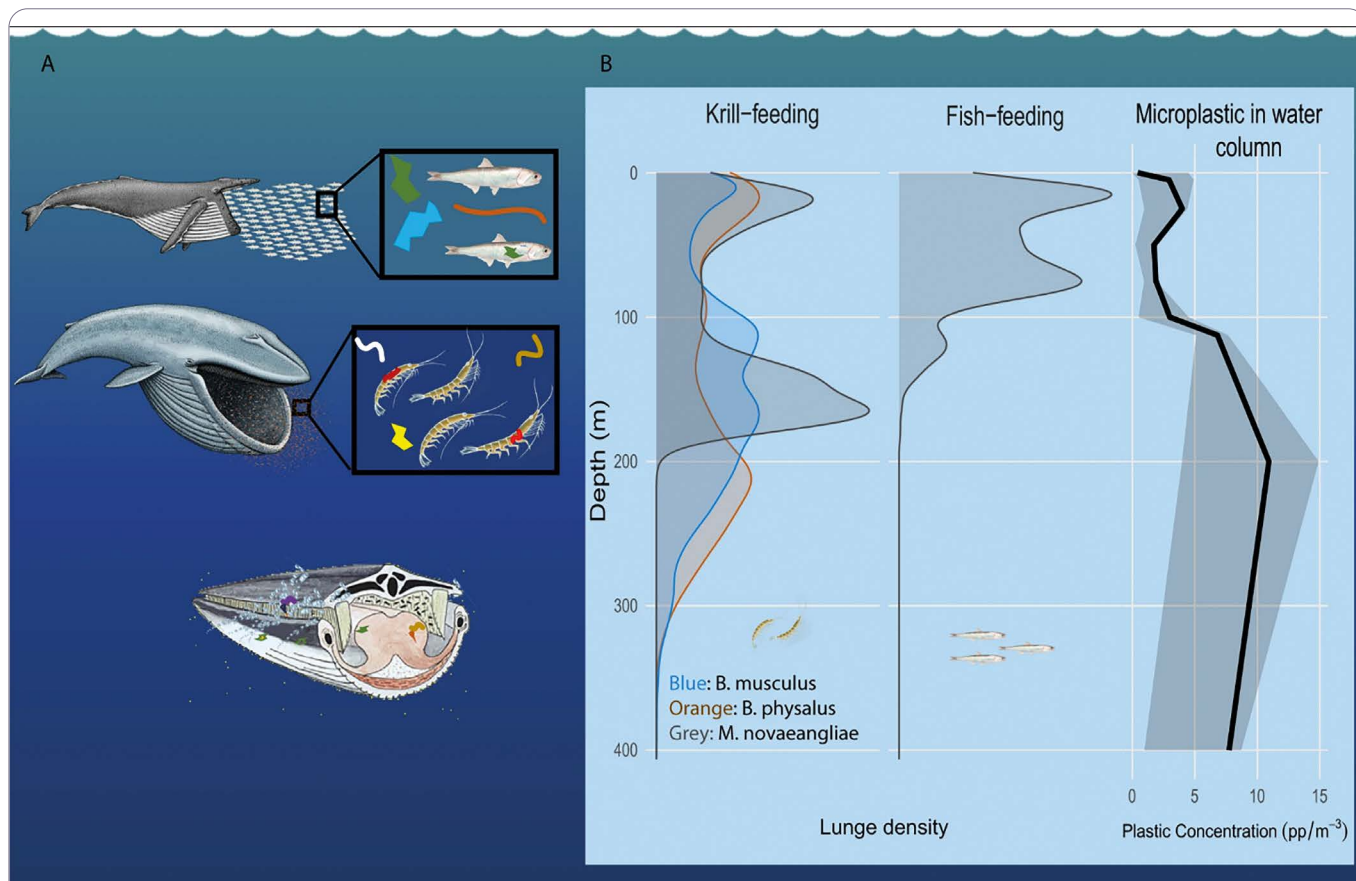 A
B
Krill-feeding
Fish-feeding
Microplastic in water
column
0
100
200
300
400
Depth (m)
Blue: B. musculus
Orange: B. physalus
Grey: M. novaeangliae
0
5
10
15
Lunge density
Plastic Concentration (pp/m⁻³)